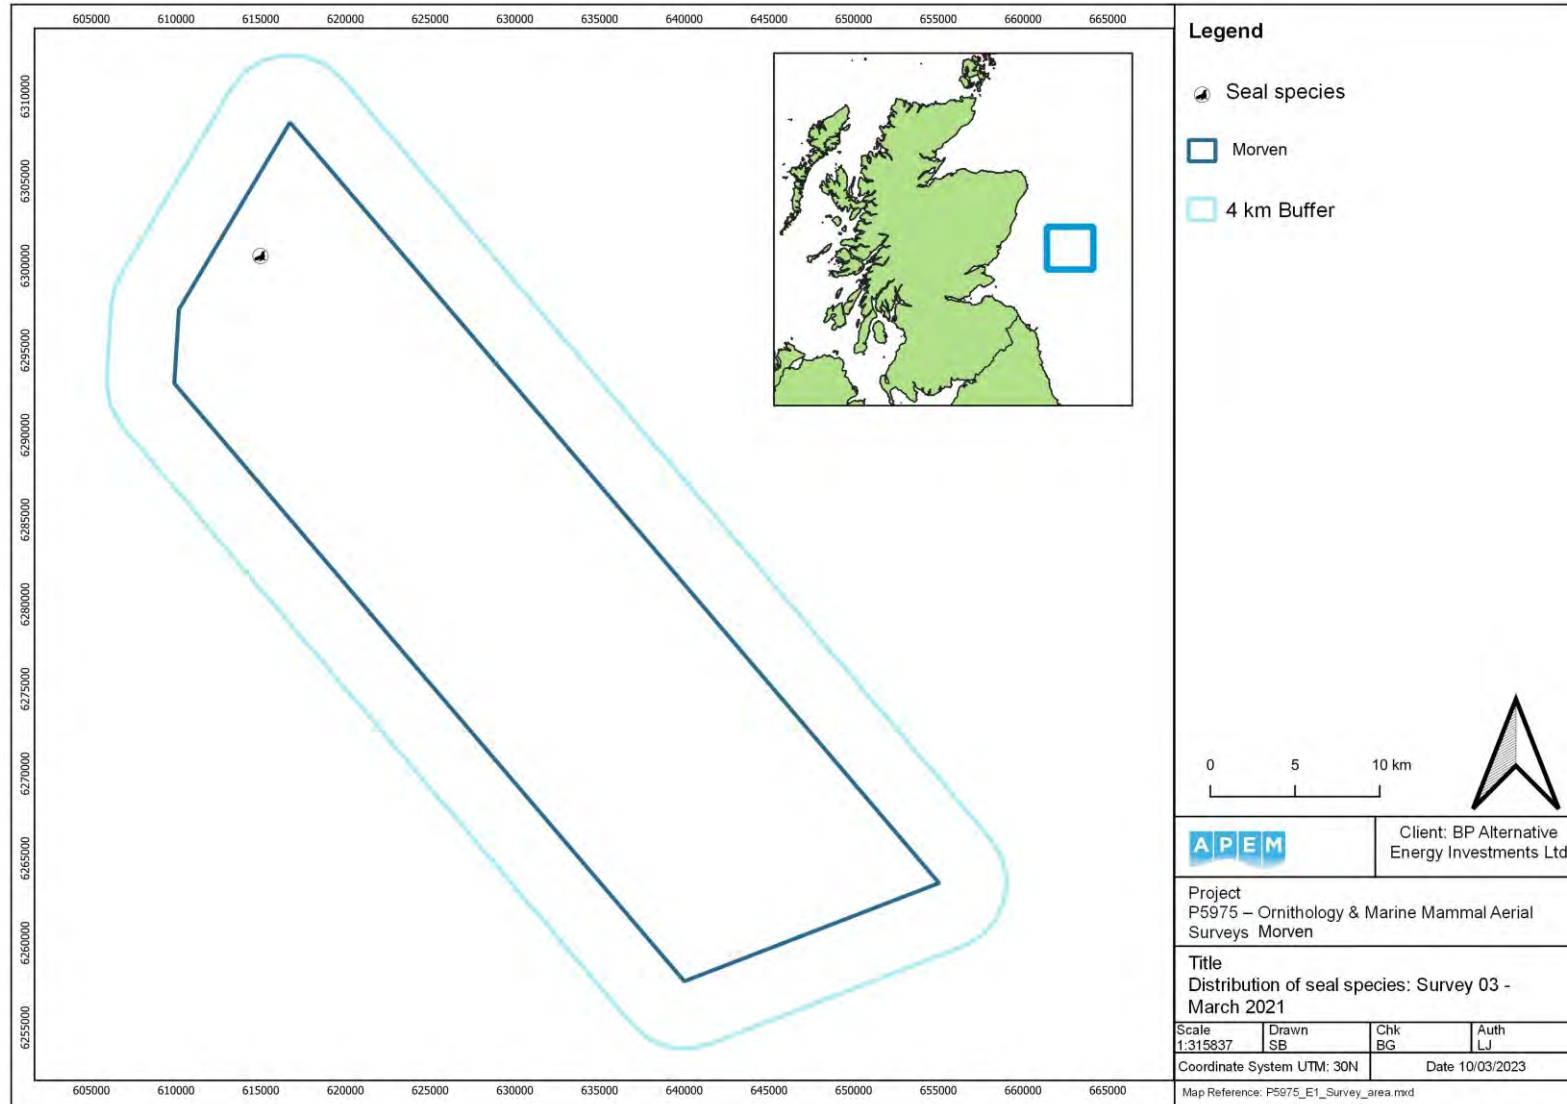 605000 610000 615000 620000 625000 630000 635000 640000 645000 650000 655000 660000 665000
6310000
6305000
6300000
6295000
6290000
6285000
6280000
6275000
6270000
6265000
6260000
6255000
605000 610000 615000 620000 625000 630000 635000 640000 645000 650000 655000 660000 665000
Legend
Seal species
Morven
4 km Buffer
0 5 10 km
APEM
Client: BP Alternative
Energy Investments Ltd
Project
P5975 – Ornithology & Marine Mammal Aerial
Surveys Morven
Title
Distribution of seal species: Survey 03 -
March 2021
Scale Drawn Chk Auth
1:315837 SB BG LJ
Coordinate System UTM: 30N Date 10/03/2023
Map Reference: P5975_E1_Survey_area.mxd